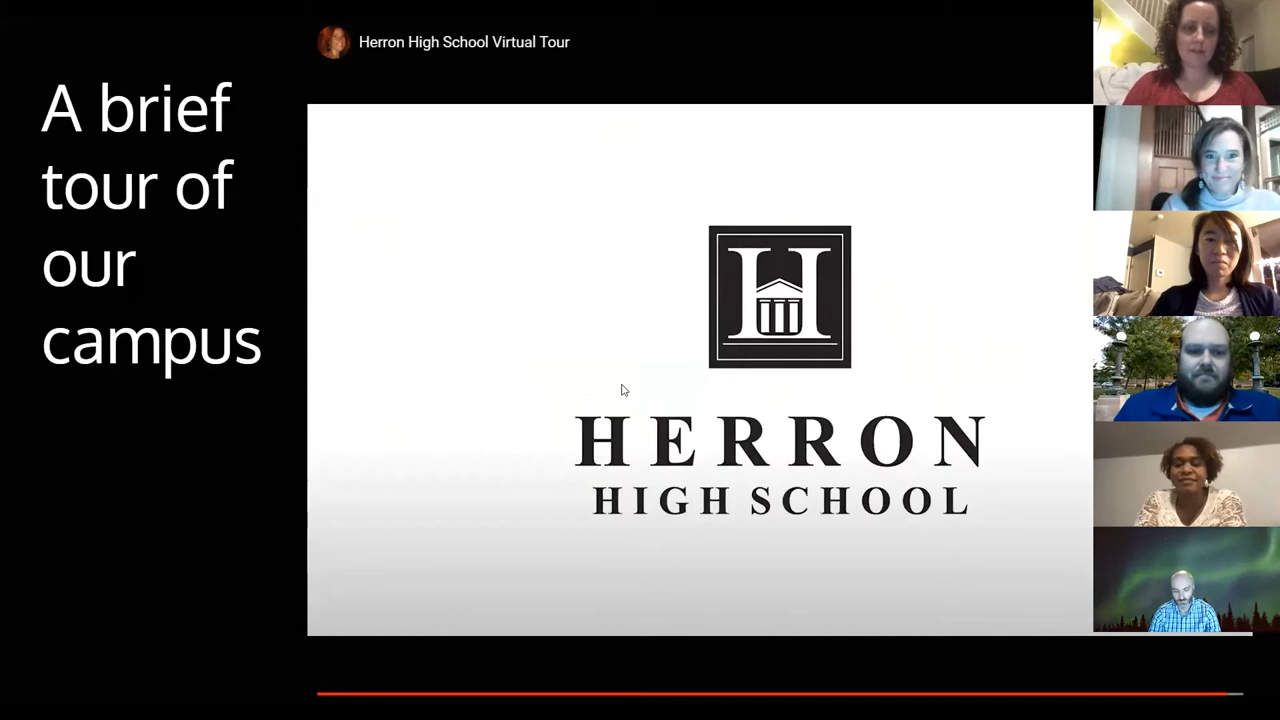 A brief
tour of
our
campus
Herron High School Virtual Tour
H
HERRON
HIGH SCHOOL